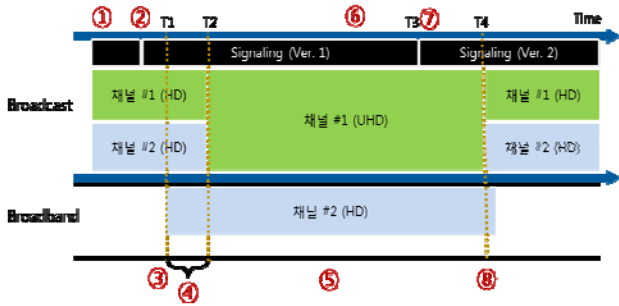 ① ② T1 T2 ⑥ T3 ⑦ T4 Time
Signaling (Ver. 1) Signaling (Ver. 2)
채널 #1 (HD) 채널 #1 (HD)
Broadcast 채널 #1 (UHD)
채널 #2 (HD) 채널 #2 (HD)
Broadband 채널 #2 (HD)
③ ④ ⑤ ⑧